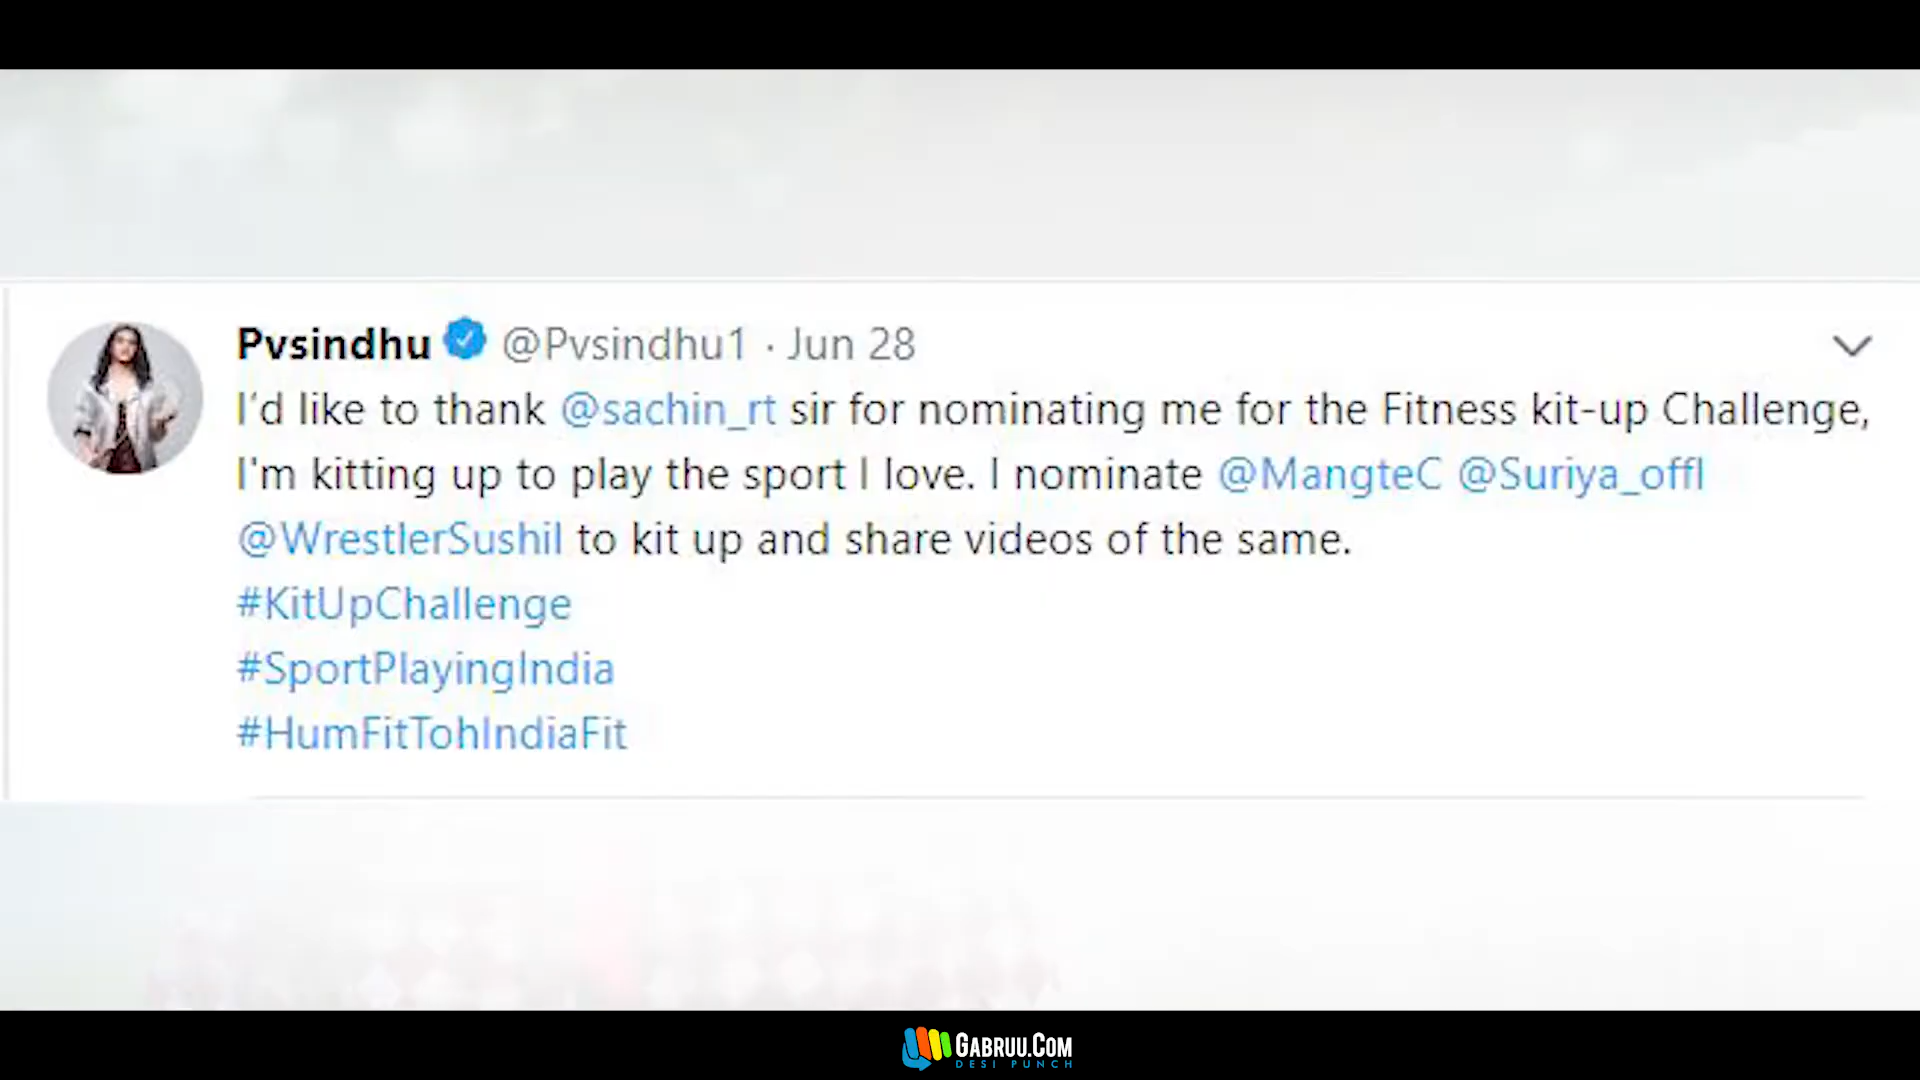 Pvsindhu @Pvsindhu1 · Jun 28
I'd like to thank @sachin_rt sir for nominating me for the Fitness kit-up Challenge,
I'm kitting up to play the sport I love. I nominate @MangteC @Suriya_offl
@WrestlerSushil to kit up and share videos of the same.
#KitUpChallenge
#SportPlayingIndia
#HumFitTohIndiaFit
GABRUU.COM
DESI PUNCH